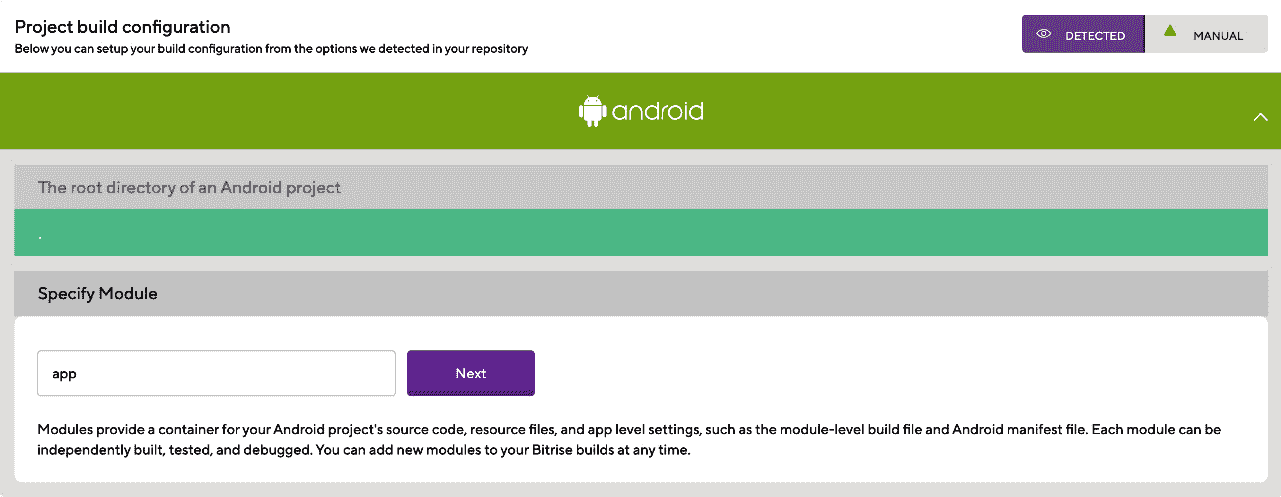 Project build configuration
Below you can setup your build configuration from the options we detected in your repository
DETECTED
MANUAL
android
The root directory of an Android project
.
Specify Module
app
Next
Modules provide a container for your Android project's source code, resource files, and app level settings, such as the module-level build file and Android manifest file. Each module can be
independently built, tested, and debugged. You can add new modules to your Bitrise builds at any time.